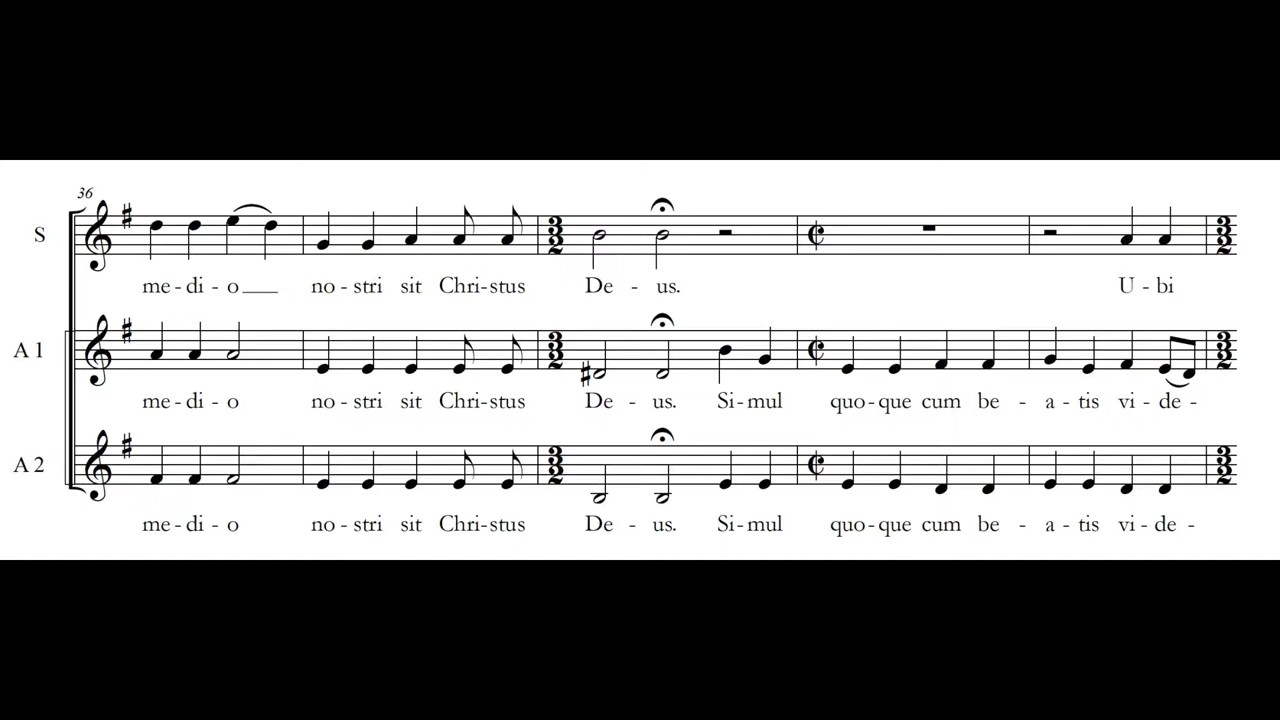 36
S
me - di - o no - stri sit Chri - stus De - us. U - bi
A 1
me - di - o no - stri sit Chri - stus De - us. Si - mul quo - que cum be - a - tis vi - de -
A 2
me - di - o no - stri sit Chri - stus De - us. Si - mul quo - que cum be - a - tis vi - de -